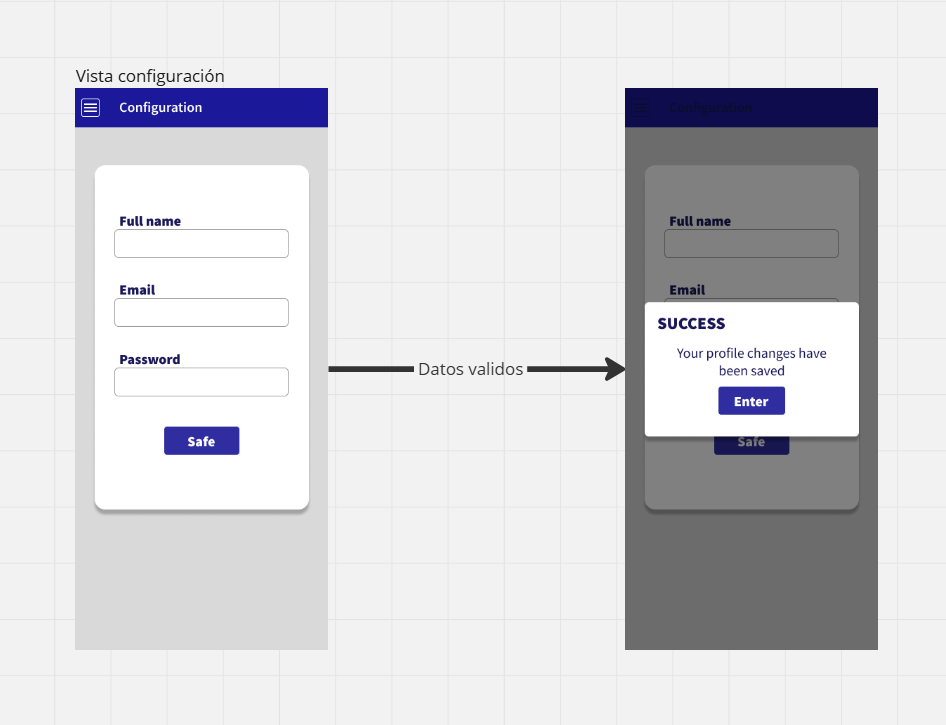 Vista configuración
Configuration
Full name
Email
Password
Safe
Datos validos
Configuration
Full name
Email
SUCCESS
Your profile changes have
been saved
Enter
Safe